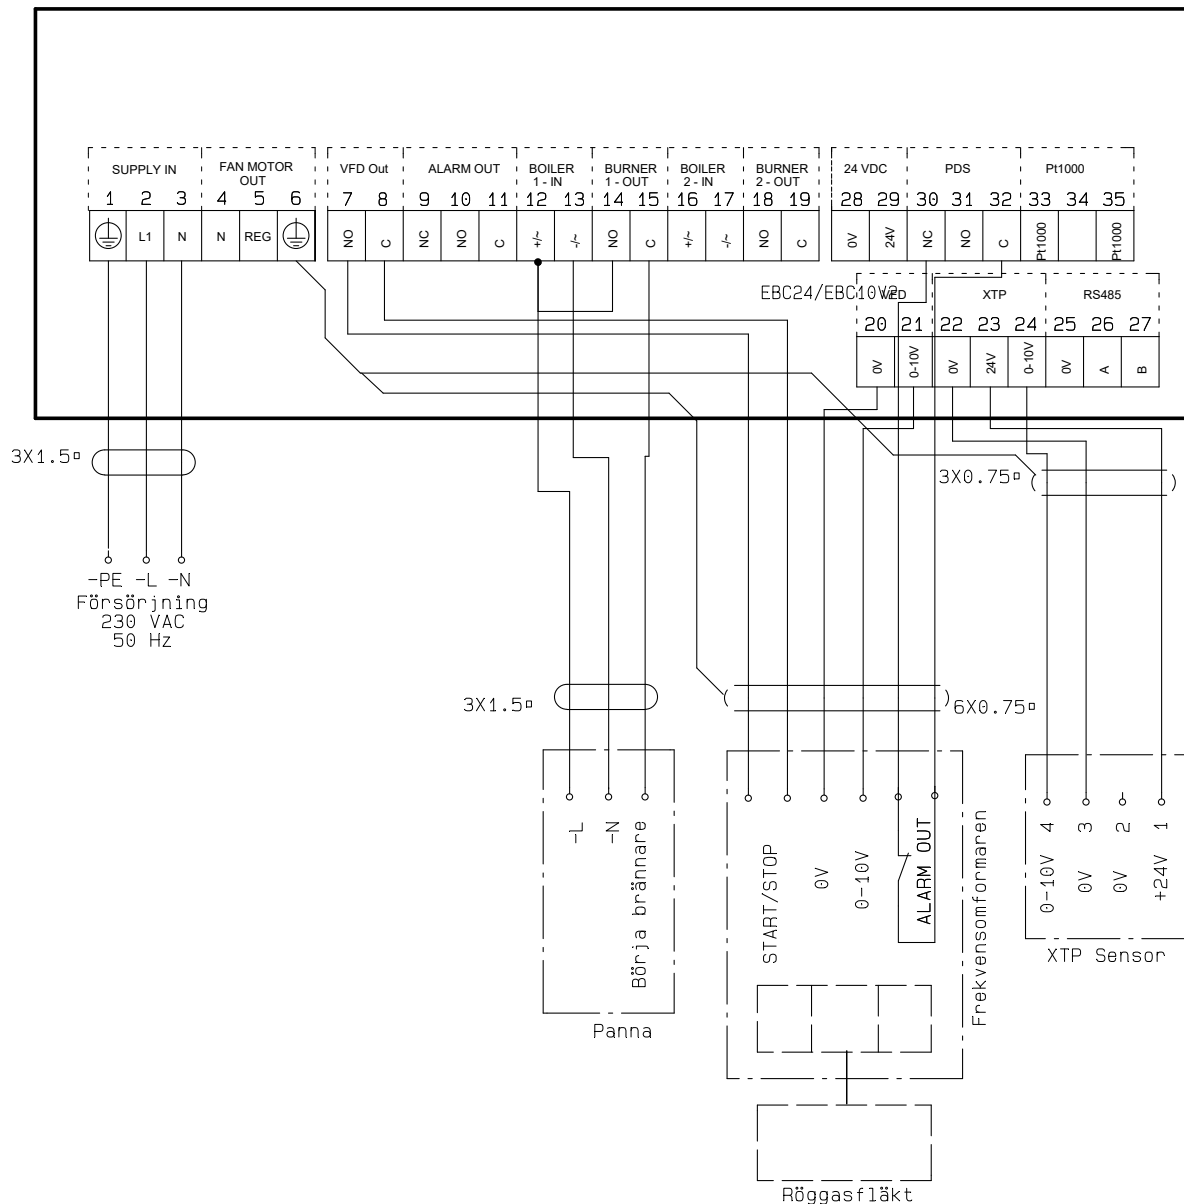 SUPPLY IN
FAN MOTOR
OUT
VFD Out
ALARM OUT
BOILER
1 - IN
BURNER
1 - OUT
BOILER
2 - IN
BURNER
2 - OUT
24 VDC
PDS
Pt1000
1 2 3 4 5 6 7 8 9 10 11 12 13 14 15 16 17 18 19 28 29 30 31 32 33 34 35
L1 N N REG NO C NC NO C +/~ -/~ NO C +/~ -/~ NO C 0V 24V NC NO C Pt1000 Pt1000
EBC24/EBC10V2
VFD
XTP
RS485
20 21 22 23 24 25 26 27
0V 0-10V 0V 24V 0-10V 0V A B
3X1.5
3X0.75
-PE -L -N
Försörjning
230 VAC
50 Hz
3X1.5
6X0.75
-L
-N
Börja brännare
Panna
START/STOP
0V
0-10V
ALARM OUT
Frekvensomformaren
0-10V 4
0V 3
0V 2
+24V 1
XTP Sensor
Röggasfläkt